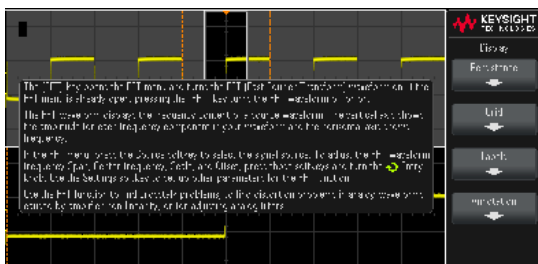 KEYSIGHT
TECHNOLOGIES
Display
Persistence
Grid
Labels
Annotation
The [FFT] key opens the FFT menu and turns the FFT (Fast Fourier Transform) waveform on. If the
FFT menu is already open, pressing the FFT key turns the FFT waveform off or on.
The FFT waveform displays the frequency content of a source waveform. The vertical axis shows
the amplitude for each frequency component in your waveform and the horizontal axis shows
frequency.
In the FFT menu, press the Source softkey to select the signal source. To adjust the FFT waveform
frequency Span, Center frequency, Scale, and Offset, press those softkeys and turn the Entry
knob. Use the Settings softkey to set up other parameters for the FFT function.
Use the FFT function to find crosstalk problems, to find distortion problems in analog waveforms
caused by amplifier non-linearity, or for adjusting analog filters.